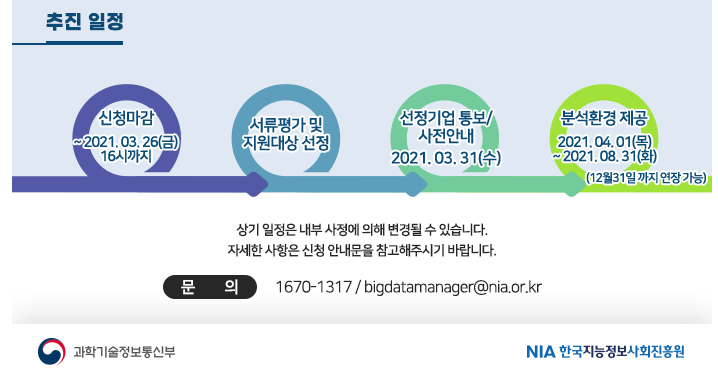 추진 일정
신청마감
~2021. 03. 26(금)
16시까지
서류평가 및
지원대상 선정
선정기업 통보/
사전안내
2021. 03. 31(수)
분석환경 제공
2021. 04. 01(목)
~ 2021. 08. 31(화)
(12월31일 까지 연장 가능)
상기 일정은 내부 사정에 의해 변경될 수 있습니다.
자세한 사항은 신청 안내문을 참고해주시기 바랍니다.
문 의 1670-1317 / bigdatamanager@nia.or.kr
과학기술정보통신부
NIA 한국지능정보사회진흥원